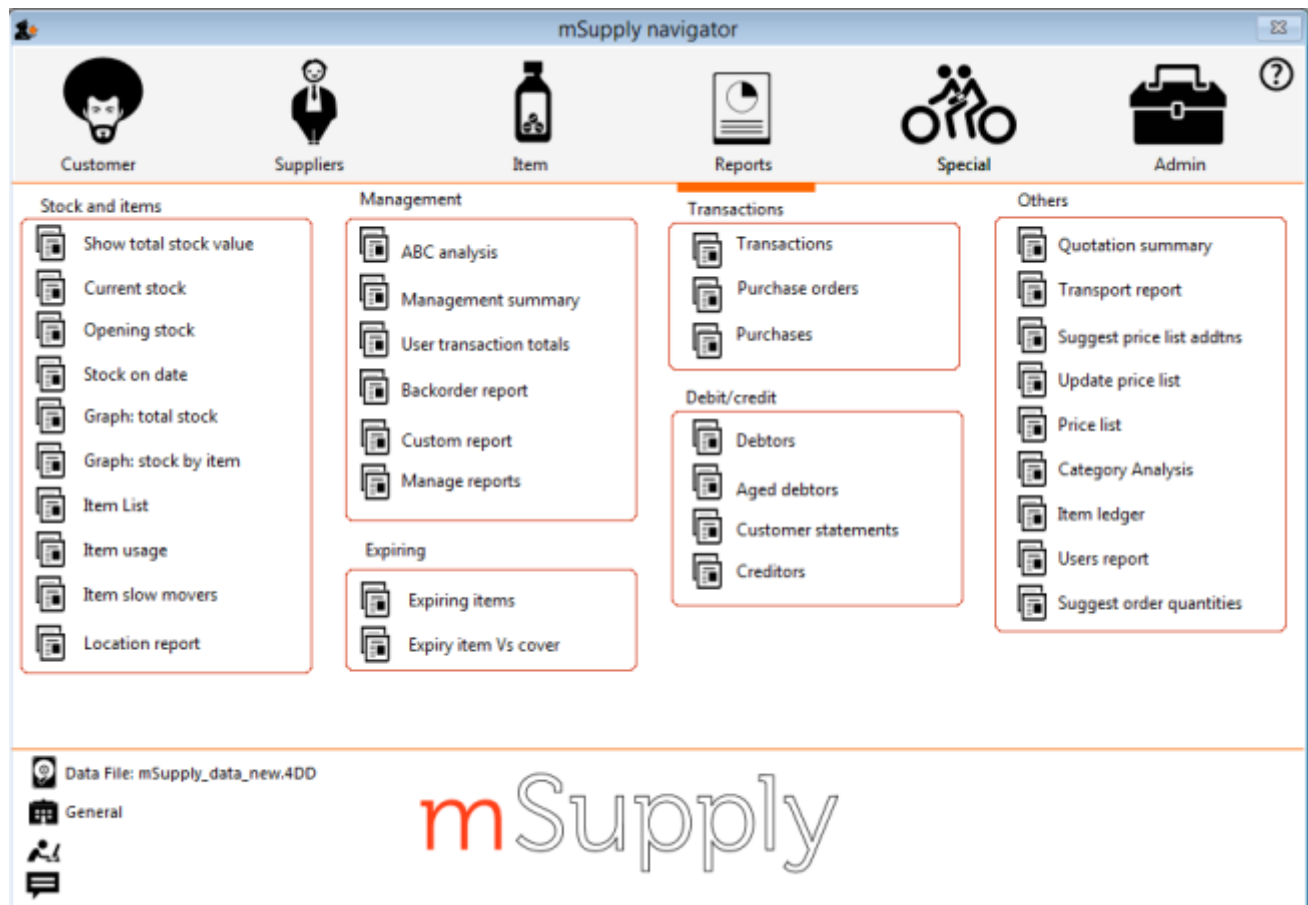 mSupply navigator
Customer
Suppliers
Item
Reports
Special
Admin
?
Stock and items
Show total stock value
Current stock
Opening stock
Stock on date
Graph: total stock
Graph: stock by item
Item List
Item usage
Item slow movers
Location report
Management
ABC analysis
Management summary
User transaction totals
Backorder report
Custom report
Manage reports
Expiring
Expiring items
Expiry item Vs cover
Transactions
Transactions
Purchase orders
Purchases
Debit/credit
Debtors
Aged debtors
Customer statements
Creditors
Others
Quotation summary
Transport report
Suggest price list addtns
Update price list
Price list
Category Analysis
Item ledger
Users report
Suggest order quantities
Data File: mSupply_data_new.4DD
General
mSupply